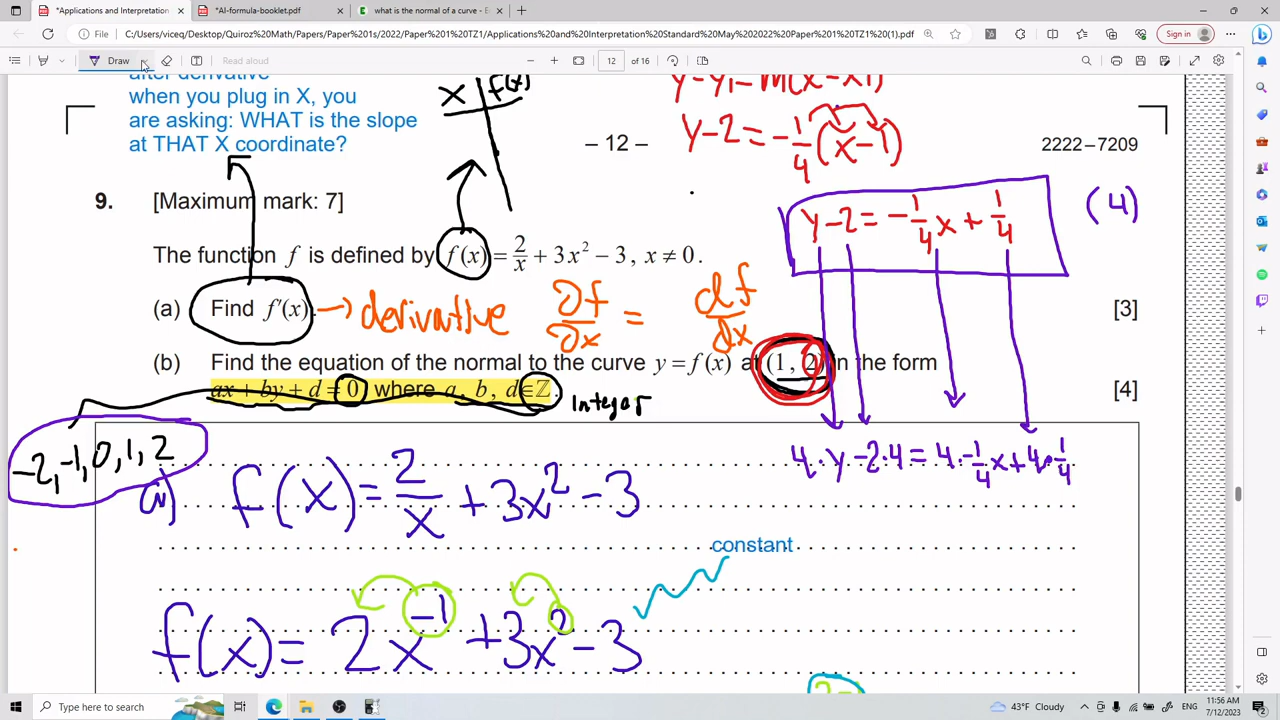 *Applications and Interpretation
*AI-formula-booklet.pdf
what is the normal of a curve - E
C:/Users/viceq/Desktop/Quiroz%20Math/Papers/Paper%201s/2022/Paper%201%20TZ1/Applications%20and%20Interpretation%20Standard%20May%202022%20Paper%201%20TZ1%20(1).pdf
Sign in
Draw
Read aloud
12 of 16
after derivative
when you plug in X, you
are asking: WHAT is the slope
at THAT X coordinate?
x f(x)
y-y1=m(x-x1)
y-2=-1/4(x-1)
– 12 –
2222–7209
9. [Maximum mark: 7]
y-2=-1/4x+1/4
(4)
The function f is defined by f(x) = 2/x + 3x² − 3, x ≠ 0.
(a) Find f′(x). → derivative ∂f/∂x = df/dx [3]
(b) Find the equation of the normal to the curve y = f(x) at (1, 2) in the form
ax + by + d = 0 where a, b, d ∈ ℤ. [4]
Integer
-2,-1,0,1,2
4·y-2·4=4·-1/4x+4·1/4
a) f(x)=2/x+3x²-3
constant
f(x)=2x⁻¹+3x²-3
Type here to search
43°F Cloudy
11:56 AM
7/12/2023